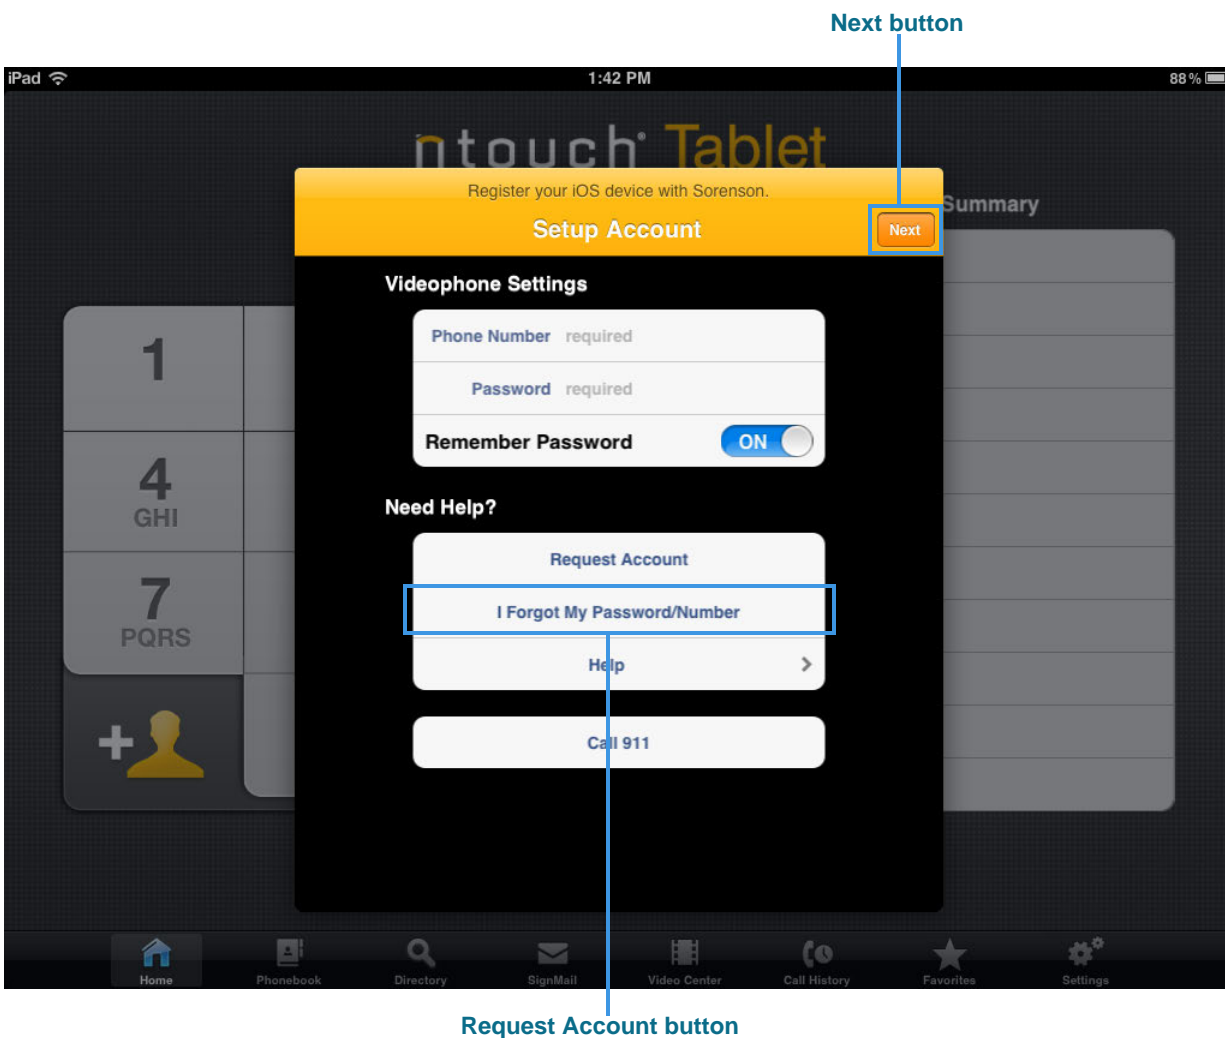 Next button
iPad 1:42 PM 88%
ntouch® Tablet
Register your iOS device with Sorenson.
Setup Account Next
Summary
Videophone Settings
Phone Number required
Password required
Remember Password ON
Need Help?
Request Account
I Forgot My Password/Number
Help
Call 911
1
4
GHI
7
PQRS
+
Home Phonebook Directory SignMail Video Center Call History Favorites Settings
Request Account button